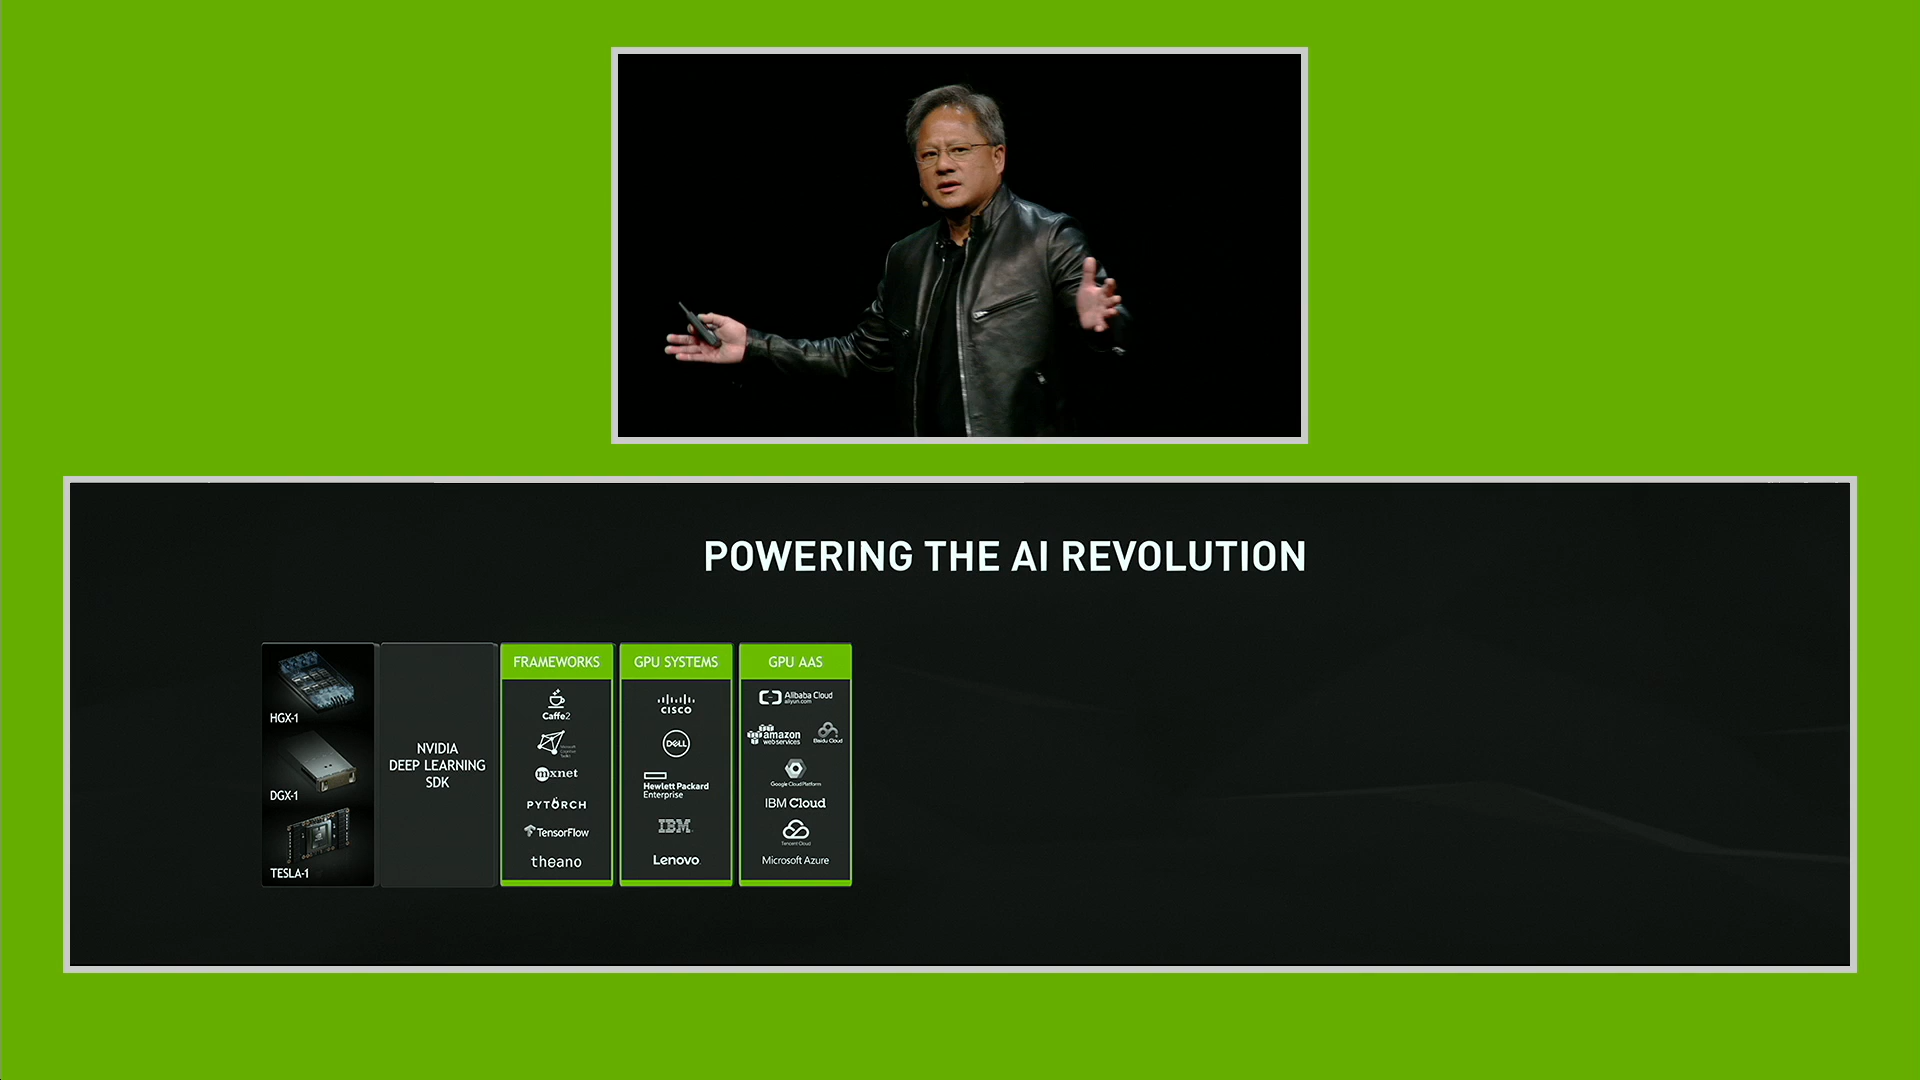 POWERING THE AI REVOLUTION
HGX-1
DGX-1
TESLA-1
NVIDIA
DEEP LEARNING
SDK
FRAMEWORKS
Caffe2
Microsoft
Cognitive
Toolkit
mxnet
PYTORCH
TensorFlow
theano
GPU SYSTEMS
CISCO
DELL
Hewlett Packard
Enterprise
IBM
Lenovo
GPU AAS
Alibaba Cloud
aliyun.com
amazon
webservices
Baidu Cloud
Google Cloud Platform
IBM Cloud
Tencent Cloud
Microsoft Azure